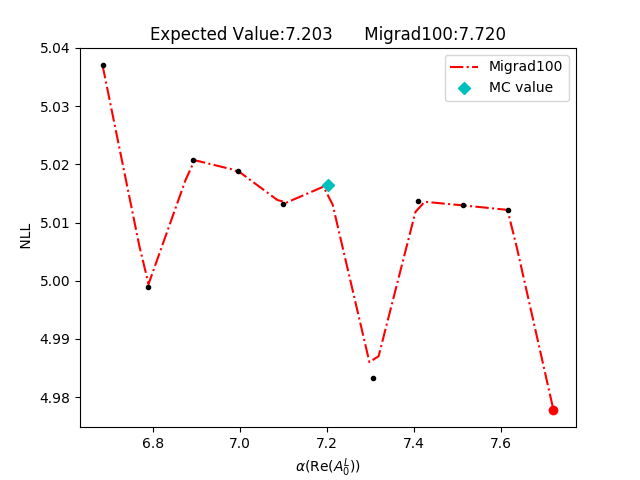 Expected Value:7.203 Migrad100:7.720
5.04
5.03
5.02
5.01
5.00
4.99
4.98
NLL
Migrad100
MC value
6.8 7.0 7.2 7.4 7.6
α(Re(A₀ᴸ))